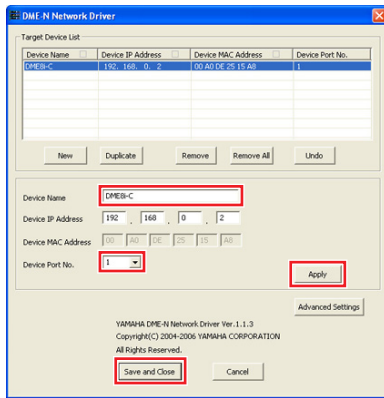 DME-N Network Driver
Target Device List
Device Name Device IP Address Device MAC Address Device Port No.
DME8i-C 192. 168. 0. 2 00 A0 DE 25 15 A8 1
New Duplicate Remove Remove All Undo
Device Name DME8i-C
Device IP Address 192 . 168 . 0 . 2
Device MAC Address 00 A0 DE 25 15 A8
Device Port No. 1
Apply
Advanced Settings
YAMAHA DME-N Network Driver Ver.1.1.3
Copyright(C) 2004-2006 YAMAHA CORPORATION
All Rights Reserved.
Save and Close Cancel